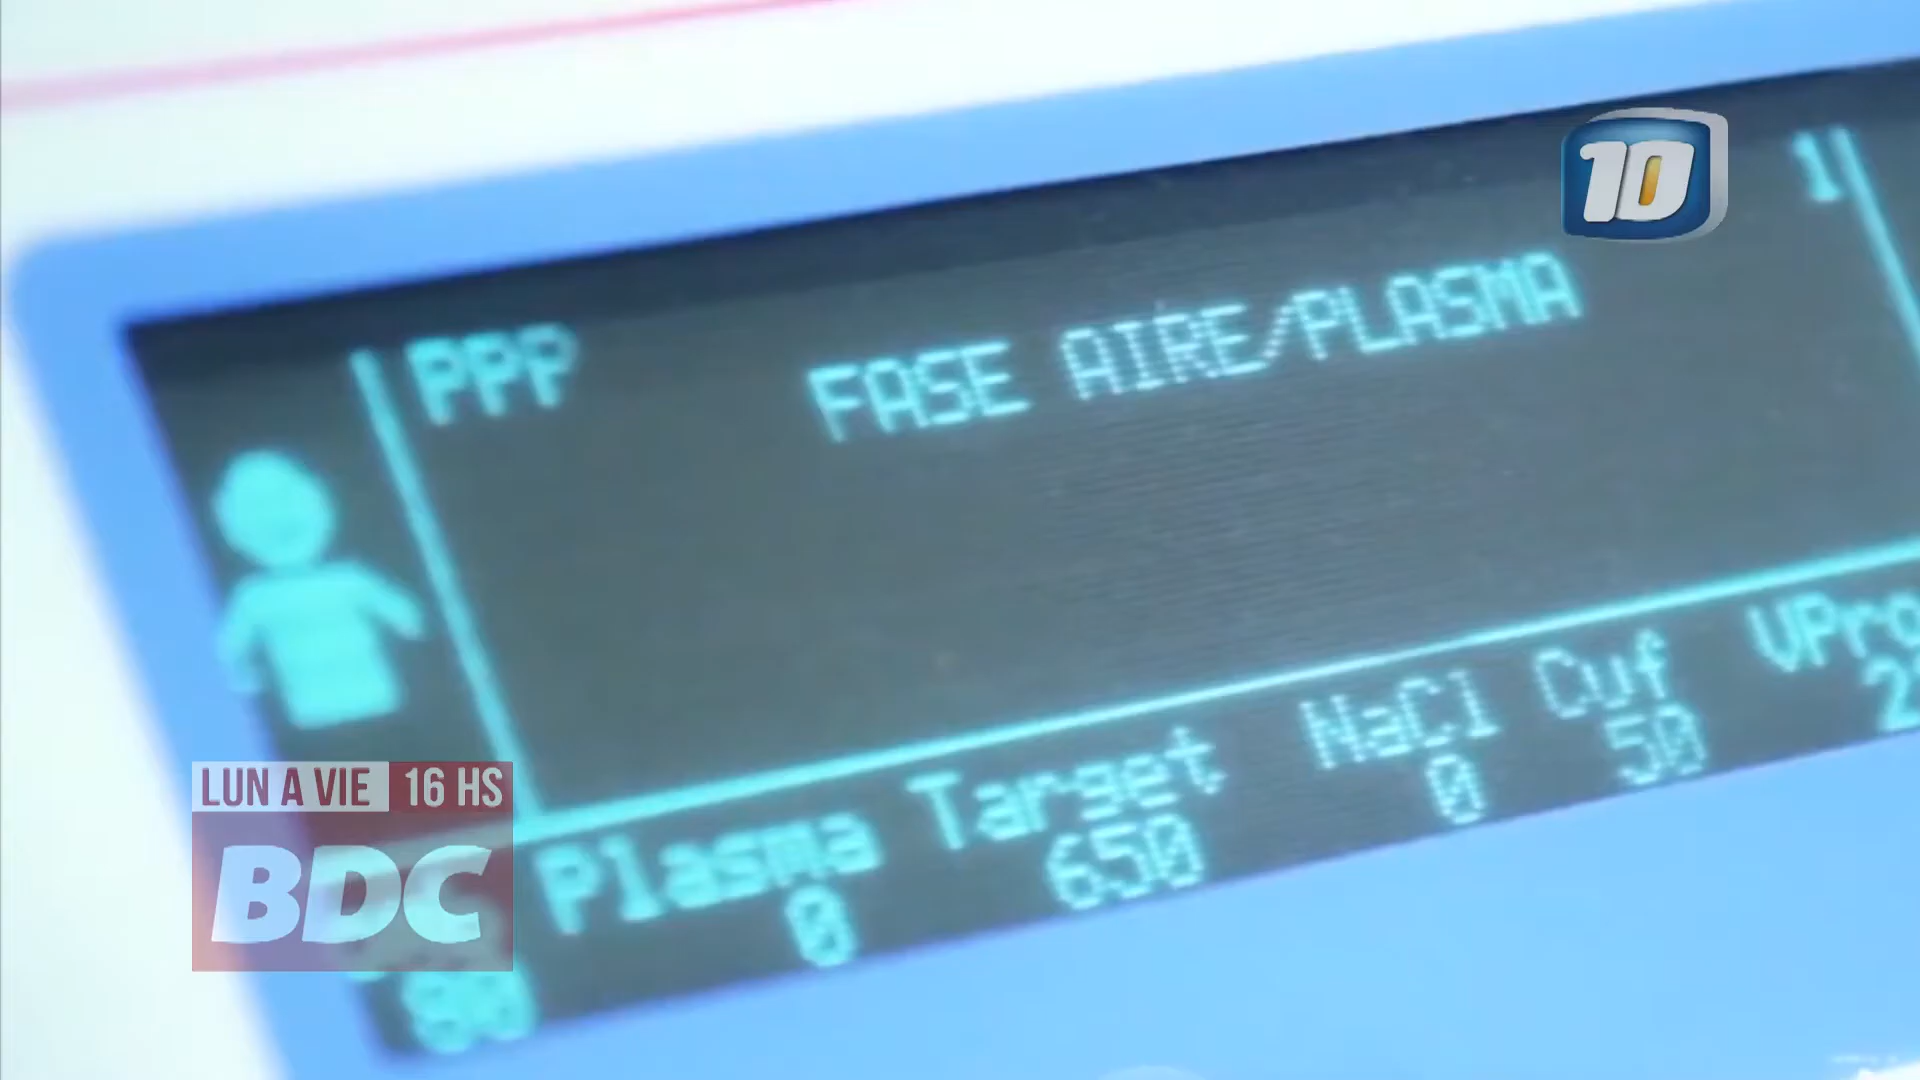 10
1
PPP FASE AIRE/PLASMA
Plasma Target NaCl Cuf
0 650 0 50
80
LUN A VIE 16 HS
BDC